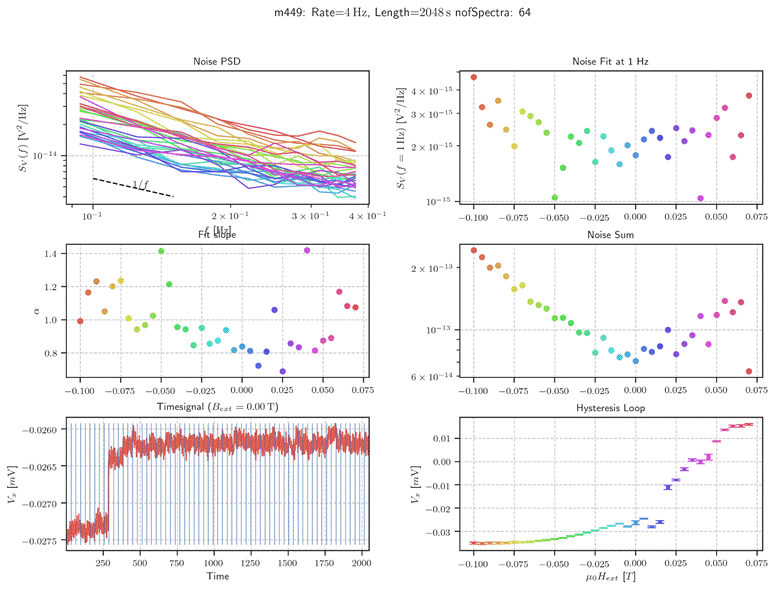 m449: Rate=4 Hz, Length=2048 s nofSpectra: 64
Noise PSD
S_V (f) [V²/Hz]
10⁻¹⁴
1/f
10⁻¹ 2 × 10⁻¹ 3 × 10⁻¹ 4 × 10⁻¹
f [Hz]
Noise Fit at 1 Hz
S_V (f = 1 Hz) [V²/Hz]
4 × 10⁻¹⁵
3 × 10⁻¹⁵
2 × 10⁻¹⁵
10⁻¹⁵
−0.100 −0.075 −0.050 −0.025 0.000 0.025 0.050 0.075
Fit slope
α
1.4
1.2
1.0
0.8
−0.100 −0.075 −0.050 −0.025 0.000 0.025 0.050 0.075
Noise Sum
2 × 10⁻¹³
10⁻¹³
6 × 10⁻¹⁴
−0.100 −0.075 −0.050 −0.025 0.000 0.025 0.050 0.075
Timesignal (B_ext = 0.00 T)
V_x [mV]
−0.0260
−0.0265
−0.0270
−0.0275
250 500 750 1000 1250 1500 1750 2000
Time
Hysteresis Loop
V_x [mV]
0.01
0.00
−0.01
−0.02
−0.03
−0.100 −0.075 −0.050 −0.025 0.000 0.025 0.050 0.075
μ₀H_ext [T]